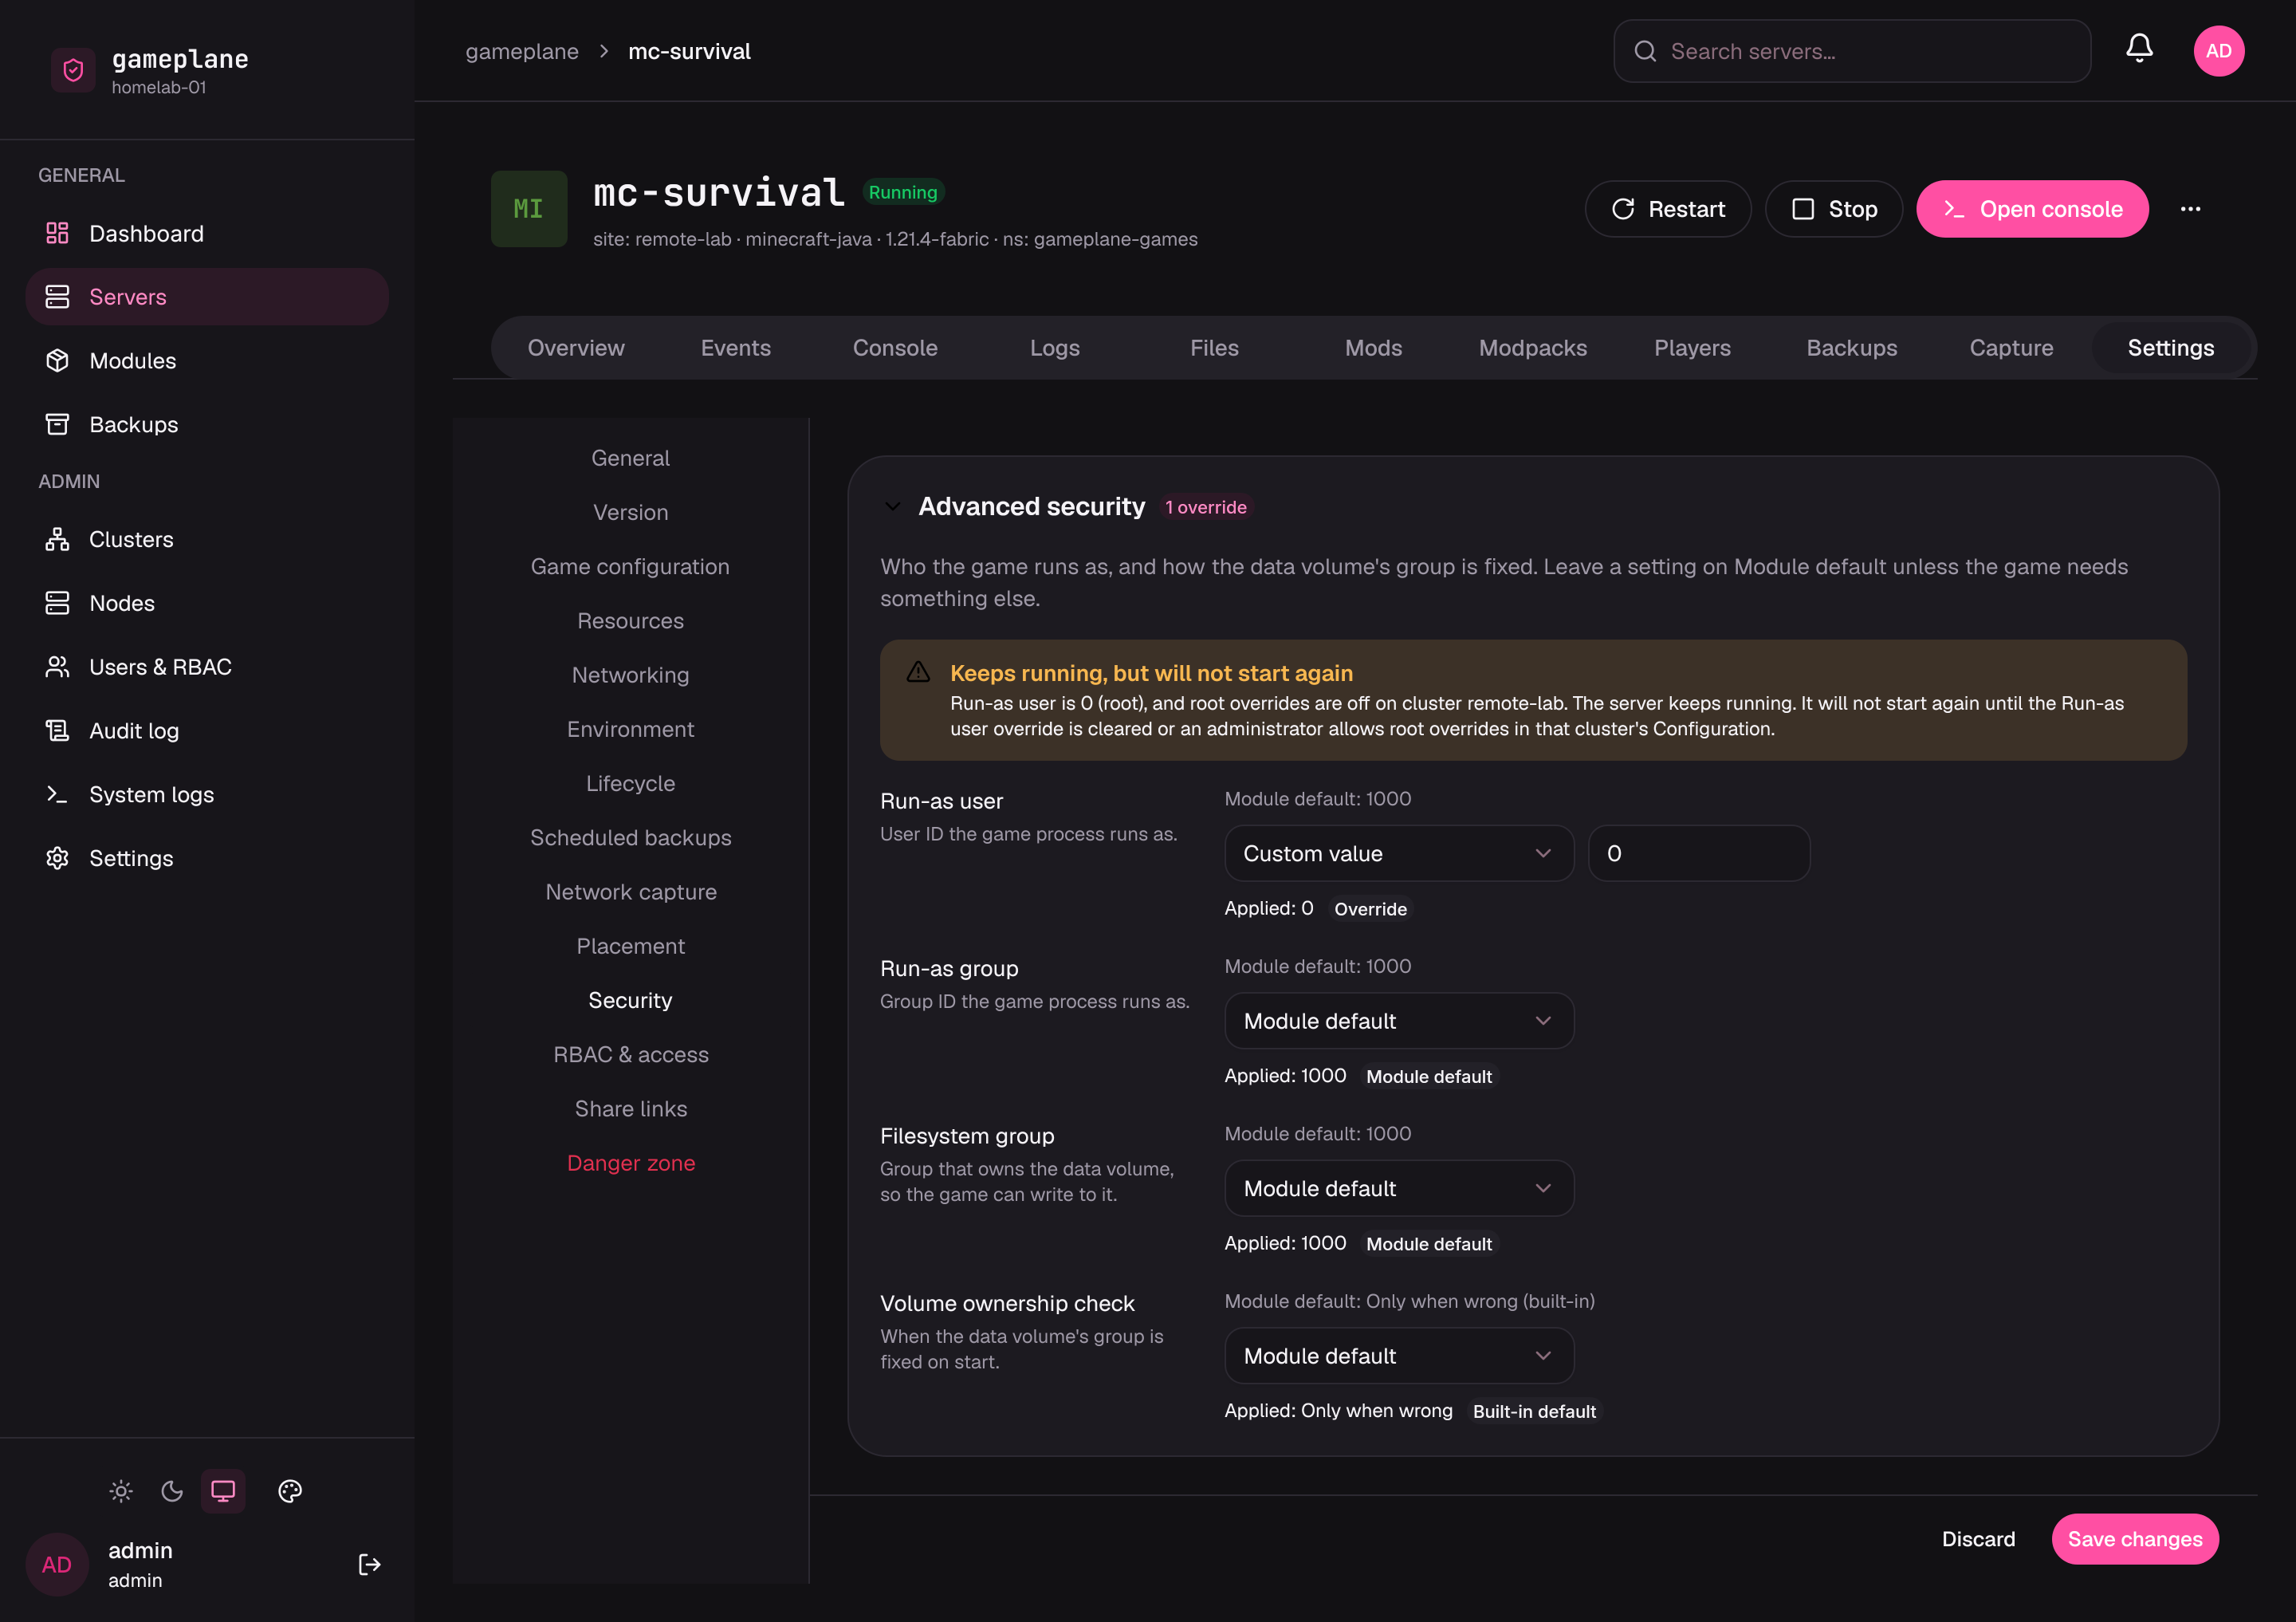 gameplane
homelab-01
GENERAL
Dashboard
Servers
Modules
Backups
ADMIN
Clusters
Nodes
Users & RBAC
Audit log
System logs
Settings
AD
admin
admin
gameplane
mc-survival
Search servers...
AD
MI
mc-survival
Running
site: remote-lab · minecraft-java · 1.21.4-fabric · ns: gameplane-games
Restart
Stop
Open console
Overview
Events
Console
Logs
Files
Mods
Modpacks
Players
Backups
Capture
Settings
General
Version
Game configuration
Resources
Networking
Environment
Lifecycle
Scheduled backups
Network capture
Placement
Security
RBAC & access
Share links
Danger zone
Advanced security
1 override
Who the game runs as, and how the data volume's group is fixed. Leave a setting on Module default unless the game needs
something else.
Keeps running, but will not start again
Run-as user is 0 (root), and root overrides are off on cluster remote-lab. The server keeps running. It will not start again until the Run-as
user override is cleared or an administrator allows root overrides in that cluster's Configuration.
Run-as user
User ID the game process runs as.
Module default: 1000
Custom value
0
Applied: 0
Override
Run-as group
Group ID the game process runs as.
Module default: 1000
Module default
Applied: 1000
Module default
Filesystem group
Group that owns the data volume,
so the game can write to it.
Module default: 1000
Module default
Applied: 1000
Module default
Volume ownership check
When the data volume's group is
fixed on start.
Module default: Only when wrong (built-in)
Module default
Applied: Only when wrong
Built-in default
Discard
Save changes